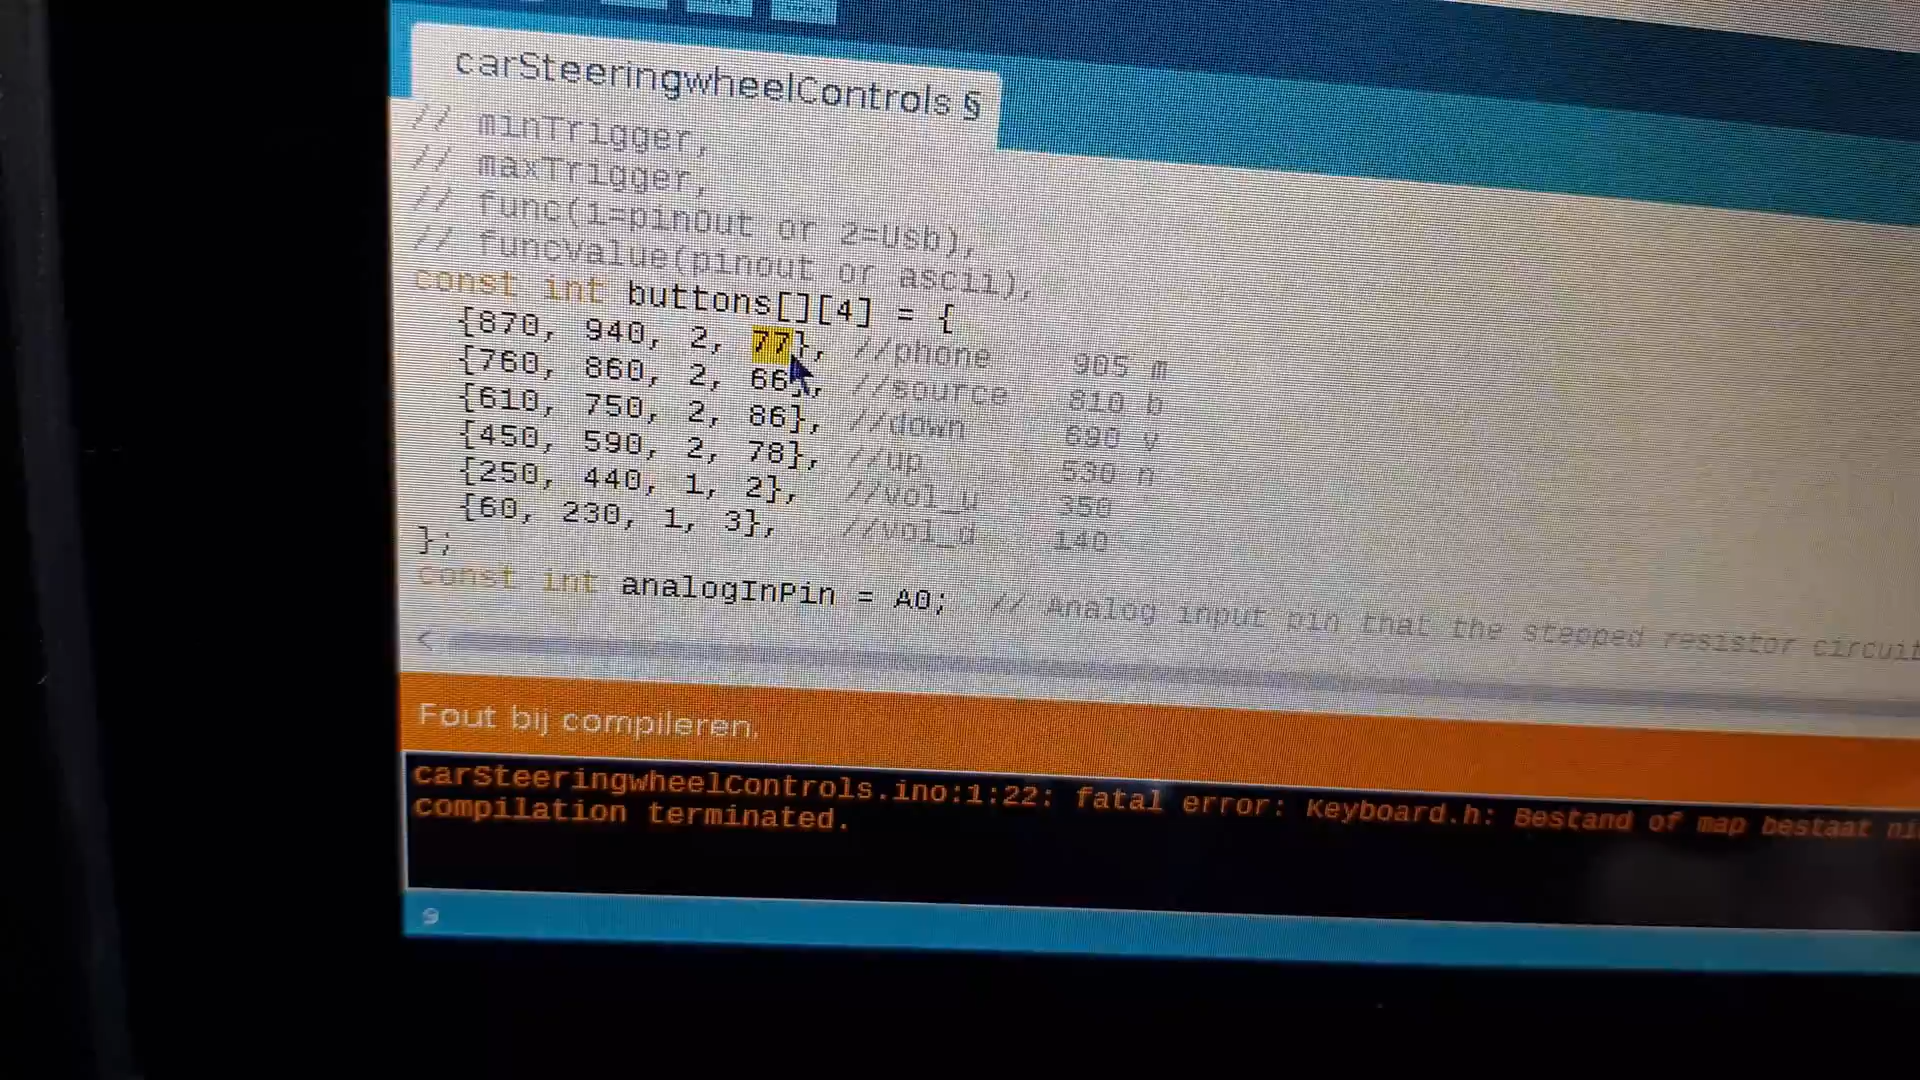 carSteeringwheelControls §
// minTrigger,
// maxTrigger,
// func(1=pinOut or 2=Usb),
// funcValue(pinout or ascii),
const int buttons[][4] = {
{870, 940, 2, 77}, //phone 905 m
{760, 860, 2, 66}, //source 810 b
{610, 750, 2, 86}, //down 690 v
{450, 590, 2, 78}, //up 530 n
{250, 440, 1, 2}, //vol_u 350
{60, 230, 1, 3}, //vol_d 140
};
const int analogInPin = A0; // Analog input pin that the stepped resistor circuit
<
Fout bij compileren.
carSteeringwheelControls.ino:1:22: fatal error: Keyboard.h: Bestand of map bestaat ni
compilation terminated.
9